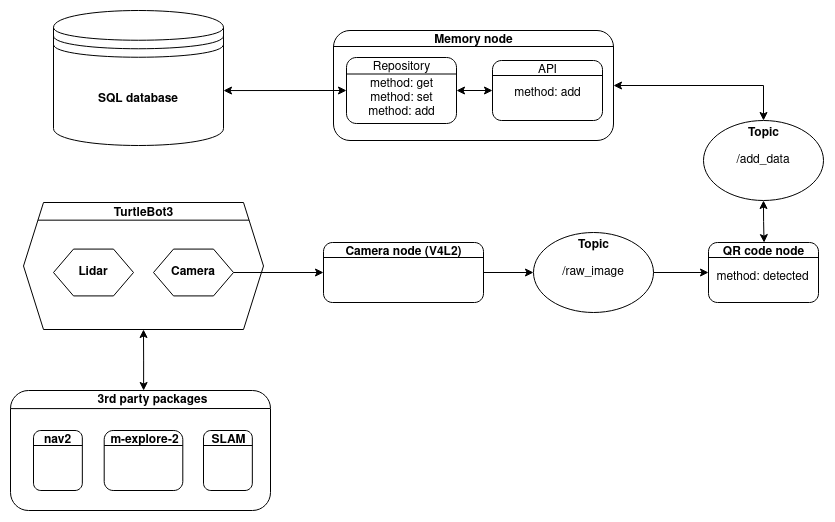 SQL database
Memory node
Repository
method: get
method: set
method: add
API
method: add
Topic
/add_data
TurtleBot3
Lidar
Camera
Camera node (V4L2)
Topic
/raw_image
QR code node
method: detected
3rd party packages
nav2
m-explore-2
SLAM